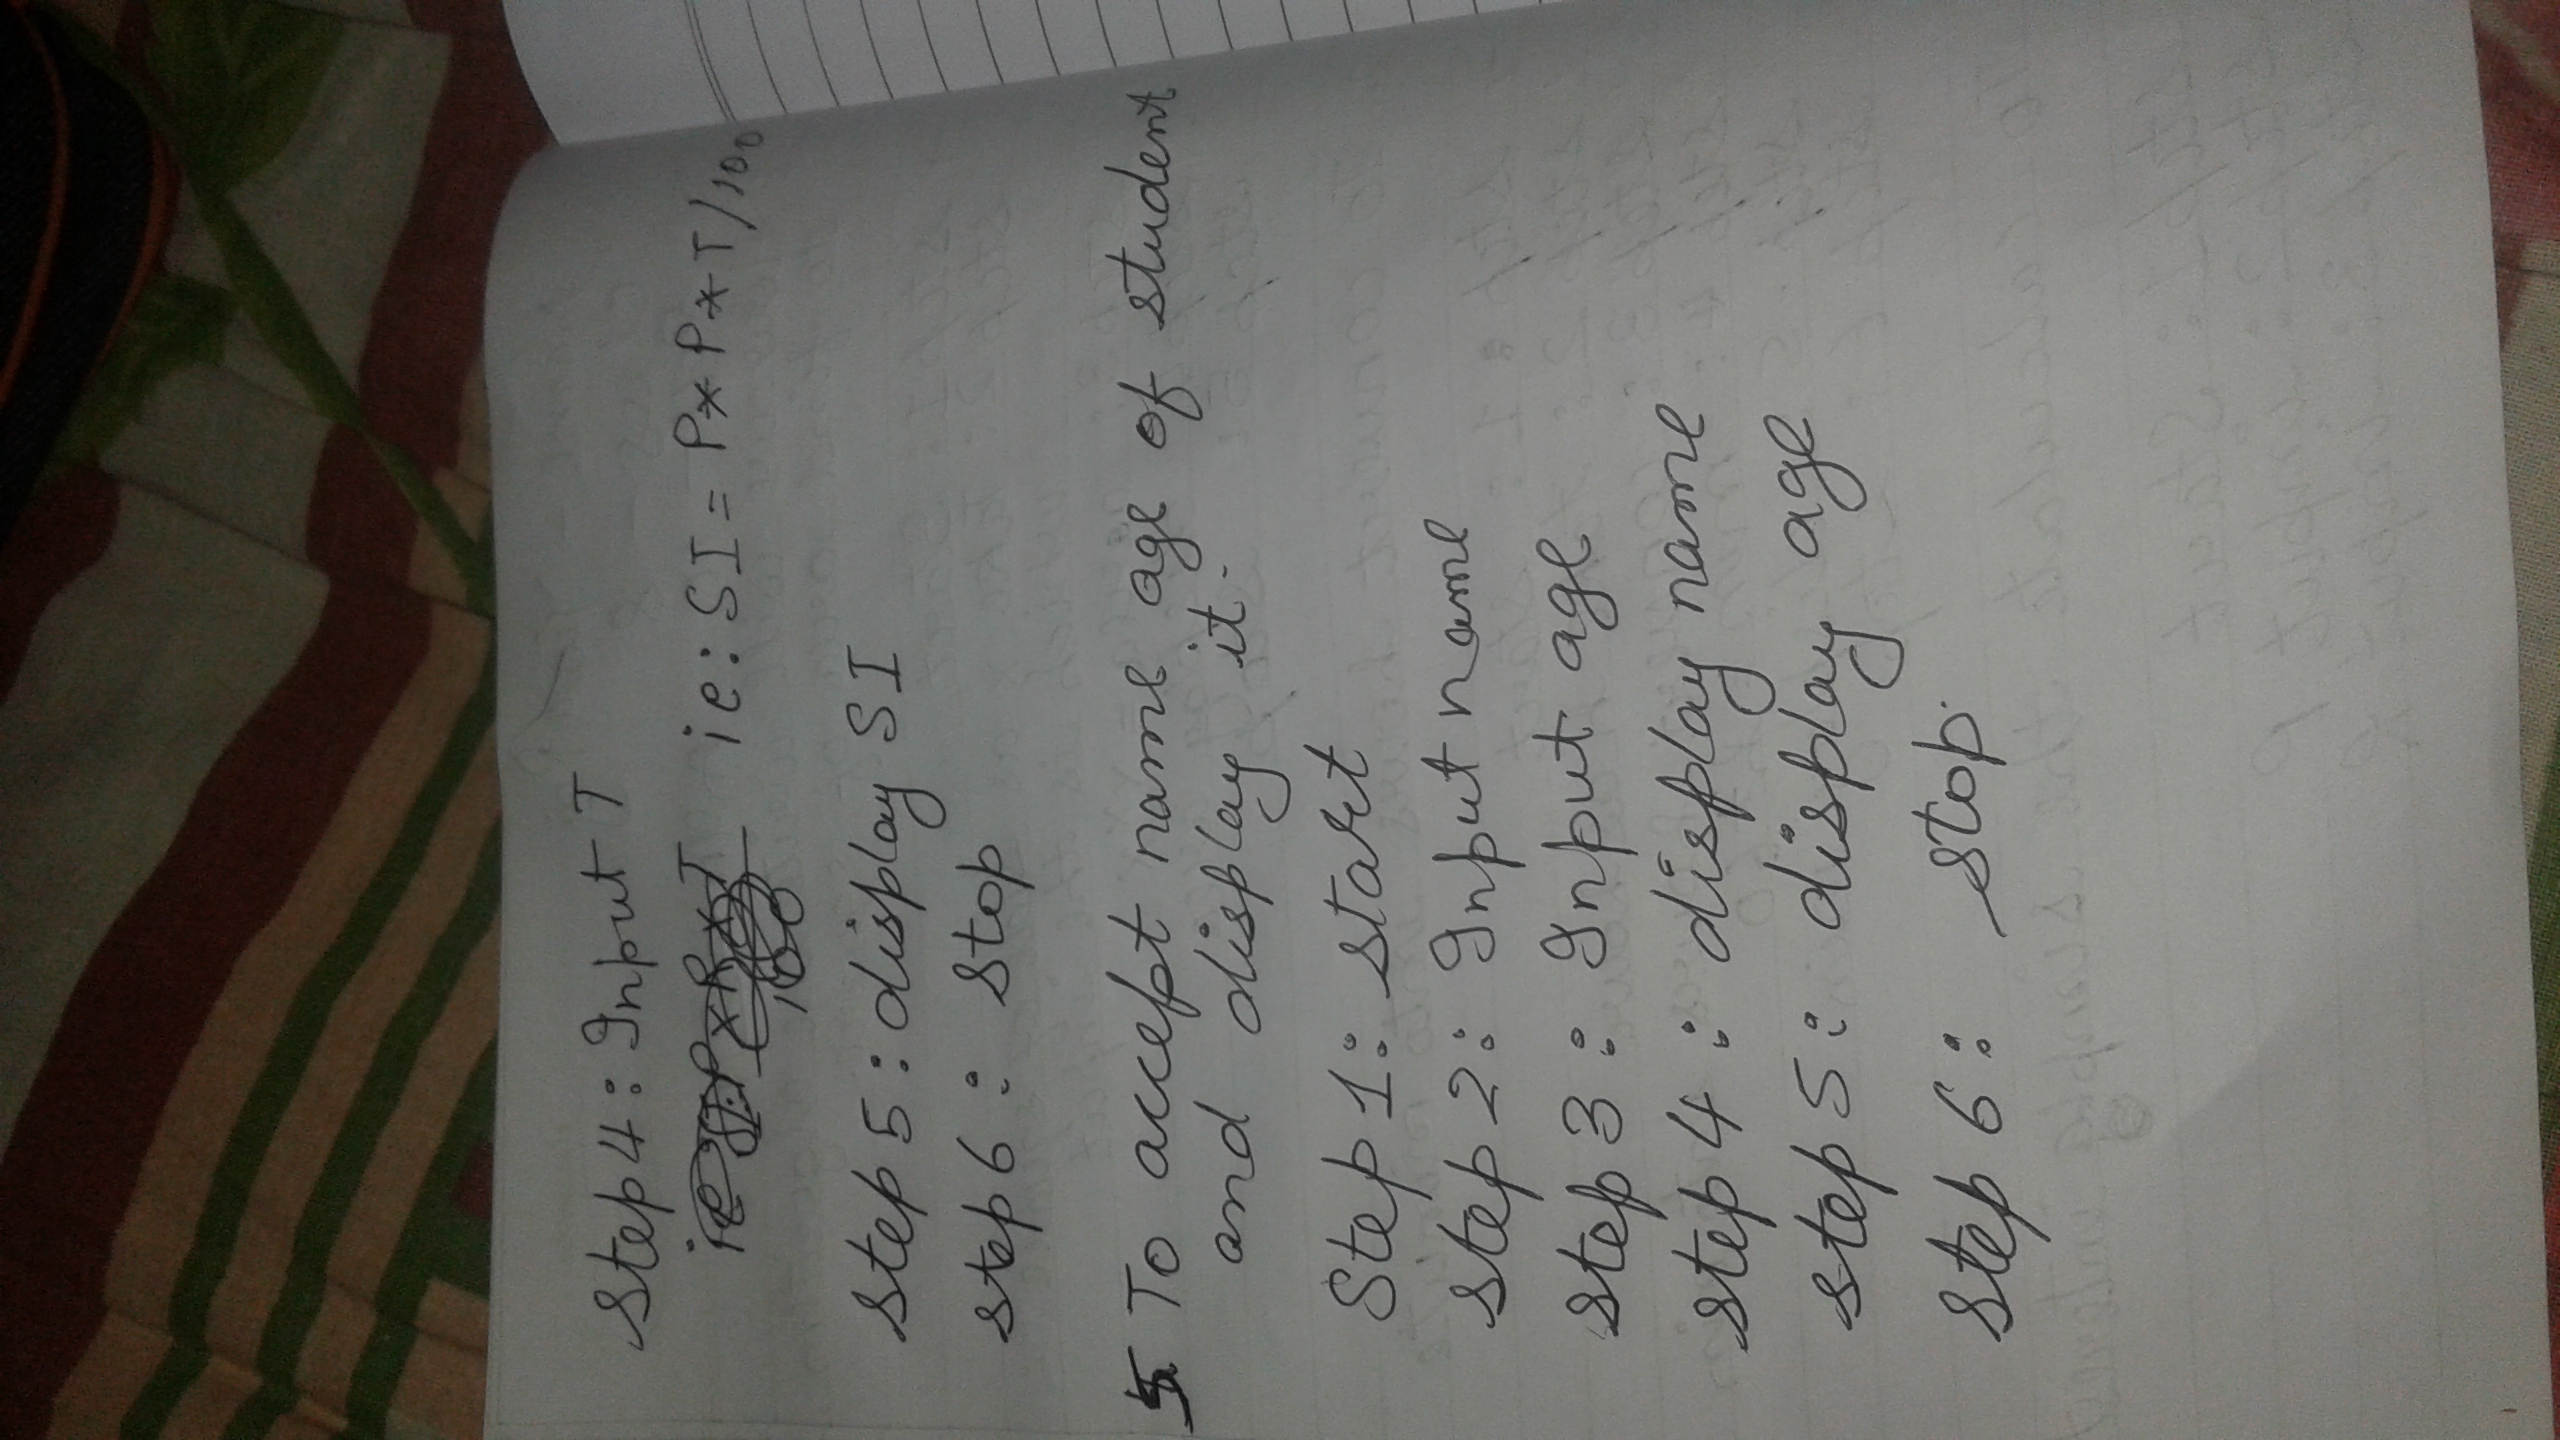 Step 4: Input T
ie: SI = P* P* T/100
Step 5: display SI
step 6: Stop
5 To accept name age of student
and display it.
Step 1: start
step 2: Input name
step 3: Input age
step 4: display name
step 5: display age
step 6: stop.